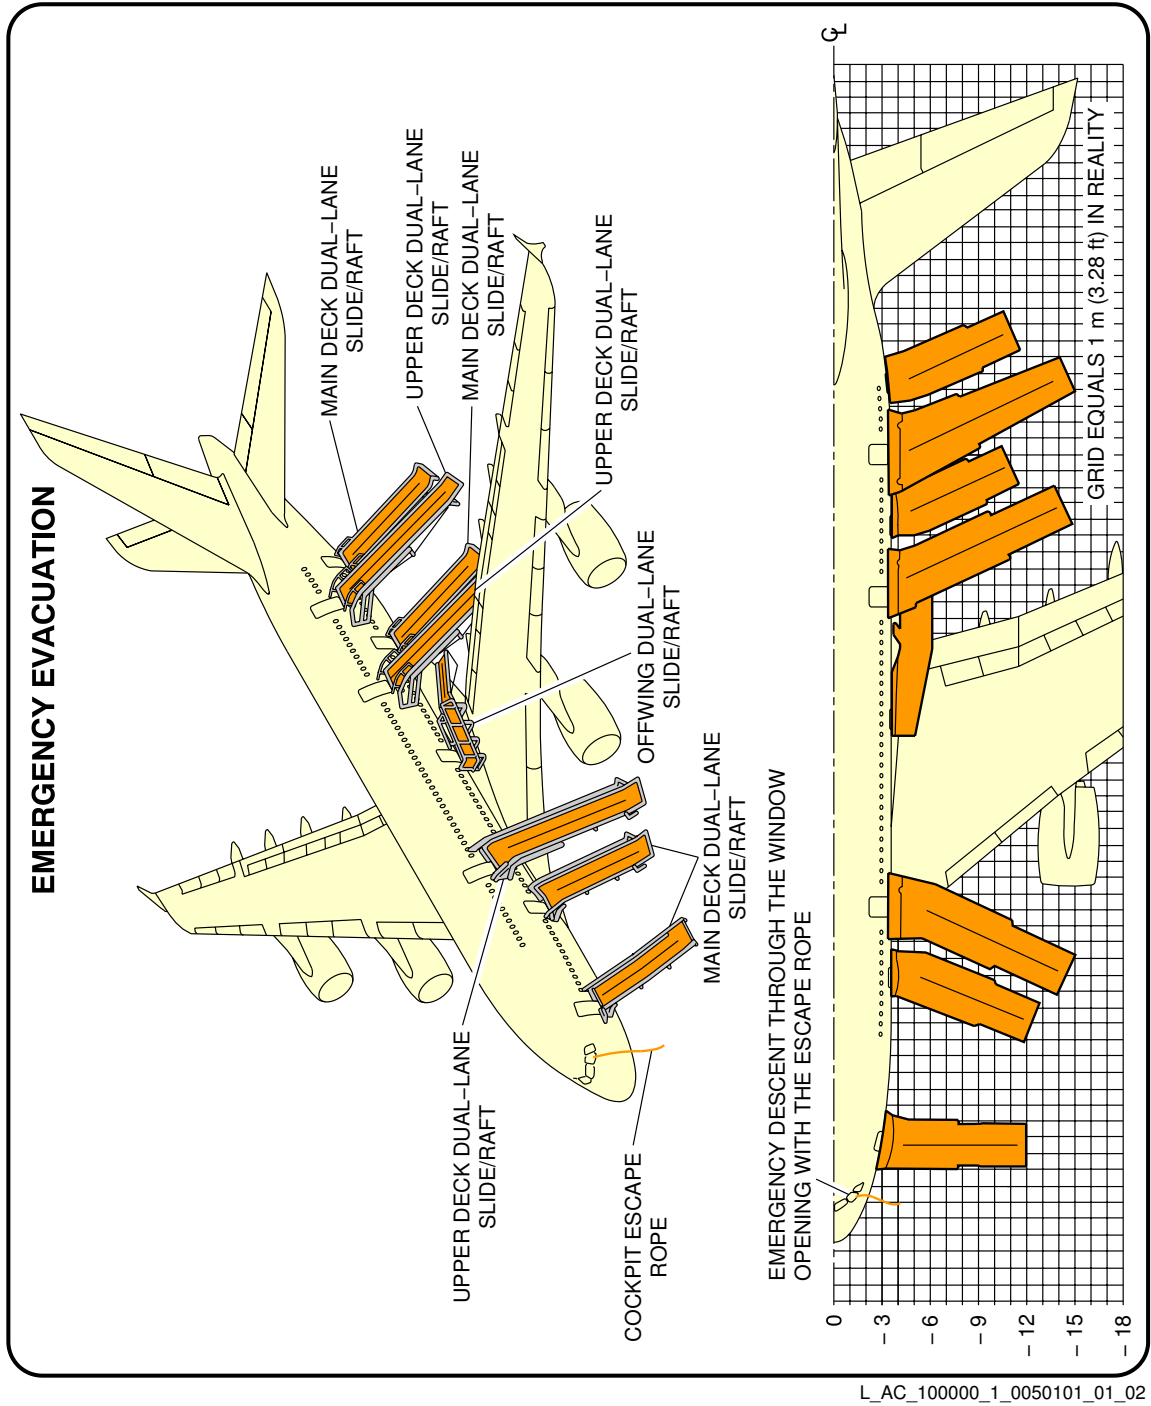 EMERGENCY EVACUATION
MAIN DECK DUAL–LANE
SLIDE/RAFT
UPPER DECK DUAL–LANE
SLIDE/RAFT
MAIN DECK DUAL–LANE
SLIDE/RAFT
UPPER DECK DUAL–LANE
SLIDE/RAFT
OFFWING DUAL–LANE
SLIDE/RAFT
MAIN DECK DUAL–LANE
SLIDE/RAFT
UPPER DECK DUAL–LANE
SLIDE/RAFT
COCKPIT ESCAPE
ROPE
EMERGENCY DESCENT THROUGH THE WINDOW
OPENING WITH THE ESCAPE ROPE
℄
GRID EQUALS 1 m (3.28 ft) IN REALITY
0
– 3
– 6
– 9
– 12
– 15
– 18
L_AC_100000_1_0050101_01_02